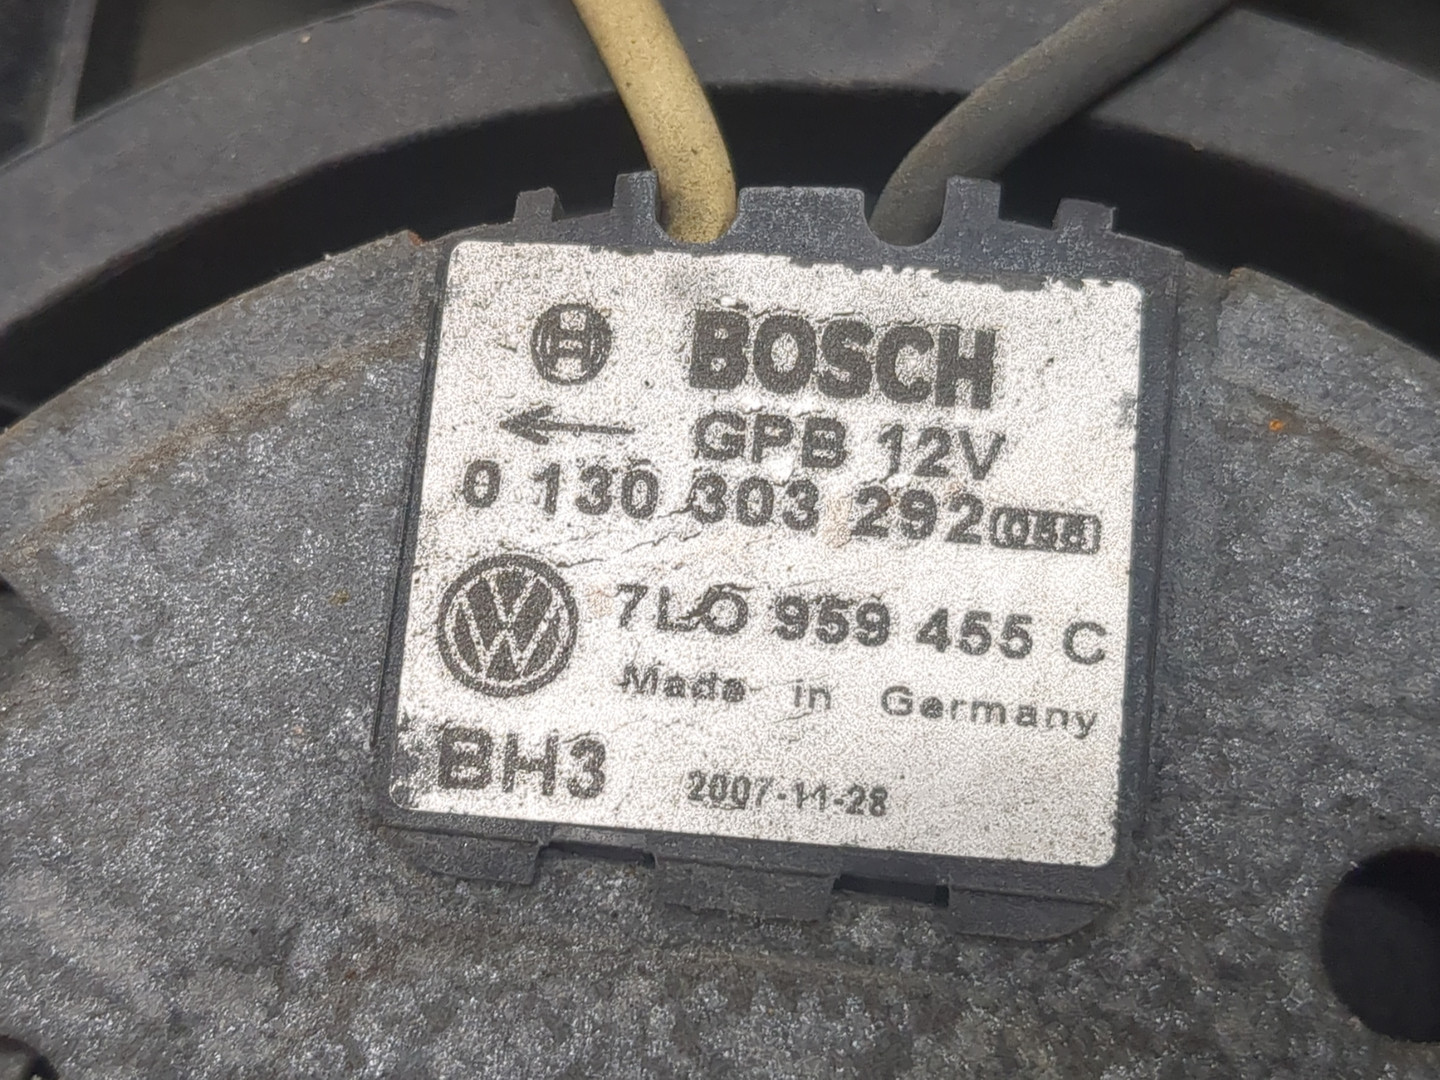 BOSCH
GPB 12V
0 130 303 292
7L0 959 455 C
Made in Germany
BH3 2007-11-28